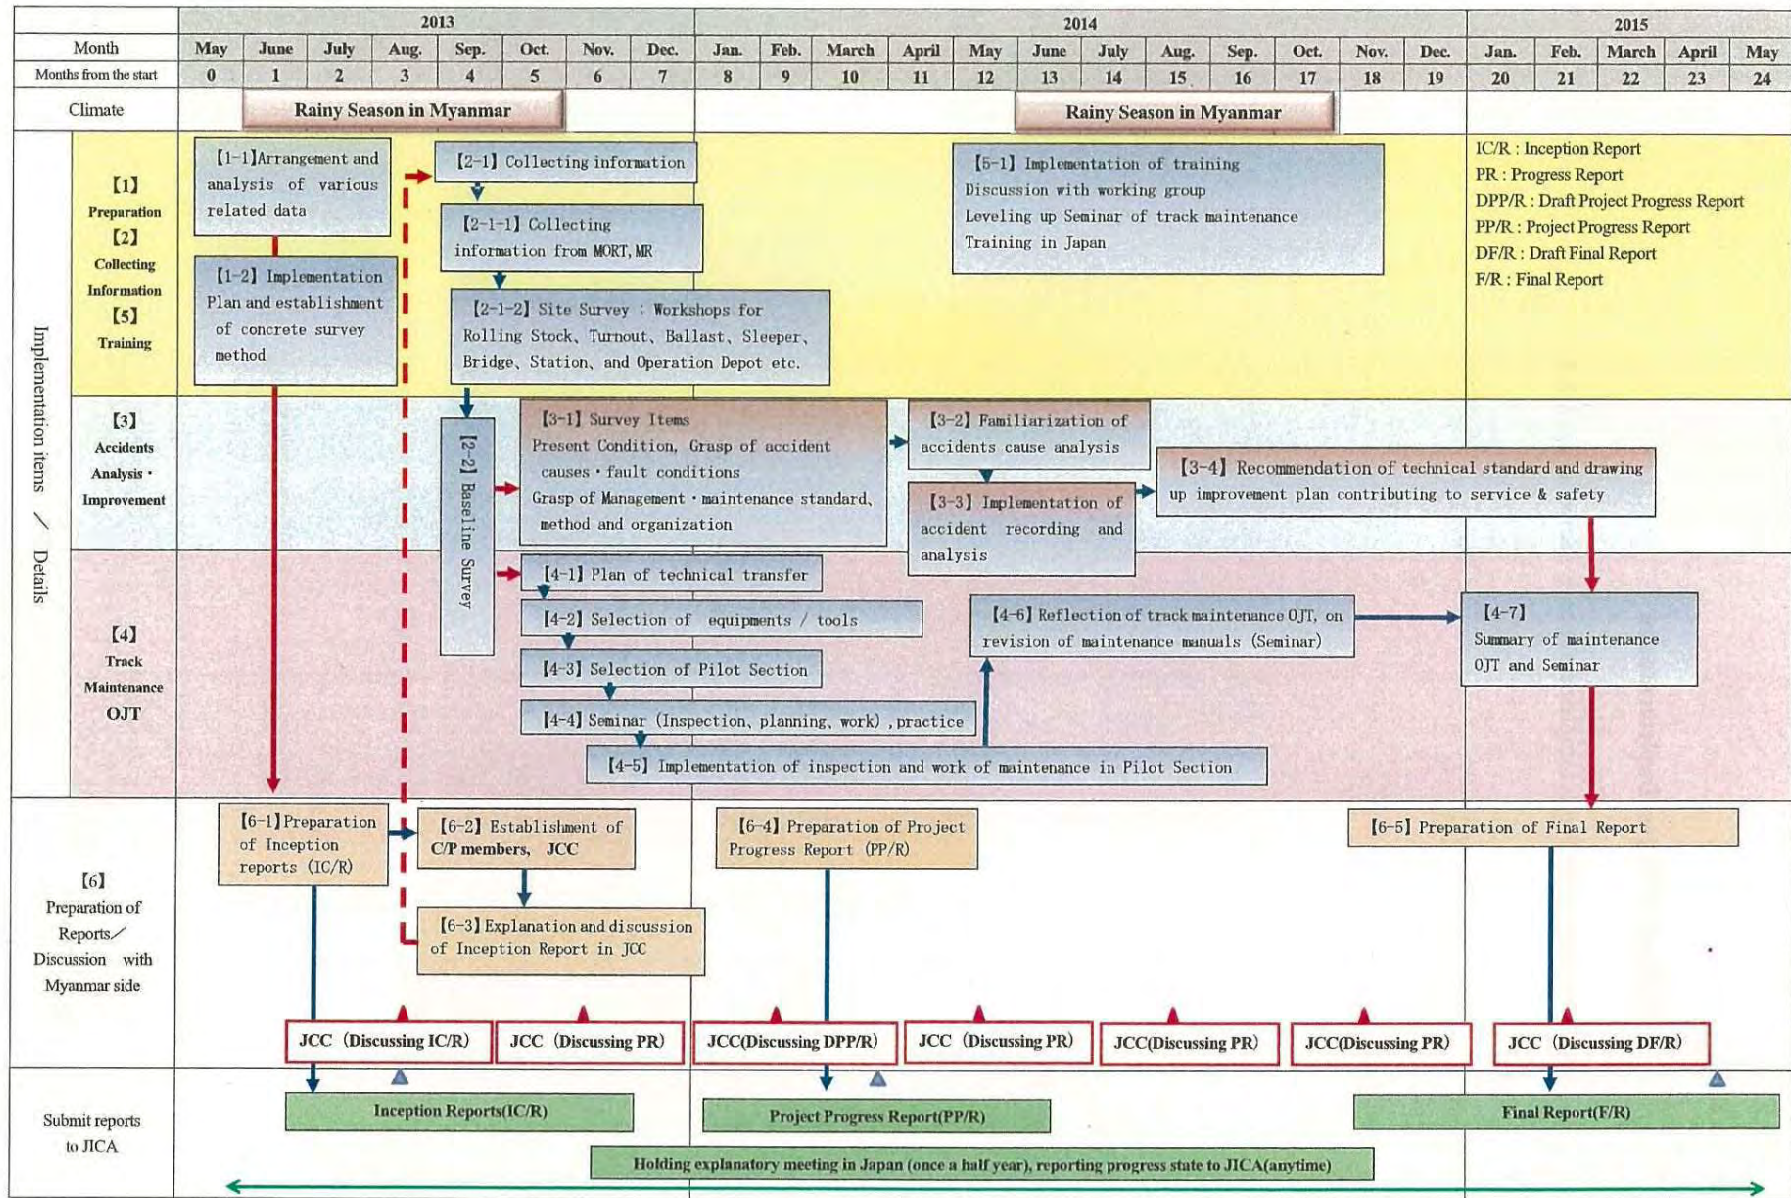 2013 2014 2015
Month May June July Aug. Sep. Oct. Nov. Dec. Jan. Feb. March April May June July Aug. Sep. Oct. Nov. Dec. Jan. Feb. March April May
Months from the start 0 1 2 3 4 5 6 7 8 9 10 11 12 13 14 15 16 17 18 19 20 21 22 23 24
Climate
Rainy Season in Myanmar
Rainy Season in Myanmar
Implementation items ／ Details
【1】
Preparation
【2】
Collecting
Information
【5】
Training
【1-1】Arrangement and
analysis of various
related data
【1-2】Implementation
Plan and establishment
of concrete survey
method
【2-1】Collecting information
【2-1-1】Collecting
information from MORT,MR
【2-1-2】Site Survey：Workshops for
Rolling Stock、Turnout、Ballast、Sleeper、
Bridge、Station、and Operation Depot etc.
【5-1】Implementation of training
Discussion with working group
Leveling up Seminar of track maintenance
Training in Japan
IC/R : Inception Report
PR : Progress Report
DPP/R : Draft Project Progress Report
PP/R : Project Progress Report
DF/R : Draft Final Report
F/R : Final Report
【3】
Accidents
Analysis・
Improvement
【2-2】Baseline Survey
【3-1】Survey Items
Present Condition, Grasp of accident
causes・fault conditions
Grasp of Management・maintenance standard、
method and organization
【3-2】Familiarization of
accidents cause analysis
【3-3】Implementation of
accident recording and
analysis
【3-4】Recommendation of technical standard and drawing
up improvement plan contributing to service & safety
【4】
Track
Maintenance
OJT
【4-1】Plan of technical transfer
【4-2】Selection of equipments / tools
【4-3】Selection of Pilot Section
【4-4】Seminar (Inspection、planning、work) ,practice
【4-5】Implementation of inspection and work of maintenance in Pilot Section
【4-6】Reflection of track maintenance OJT, on
revision of maintenance manuals (Seminar)
【4-7】
Summary of maintenance
OJT and Seminar
【6】
Preparation of
Reports／
Discussion with
Myanmar side
【6-1】Preparation
of Inception
reports (IC/R)
【6-2】Establishment of
C/P members, JCC
【6-3】Explanation and discussion
of Inception Report in JCC
【6-4】Preparation of Project
Progress Report (PP/R)
【6-5】Preparation of Final Report
JCC（Discussing IC/R)
JCC（Discussing PR)
JCC(Discussing DPP/R)
JCC（Discussing PR)
JCC(Discussing PR)
JCC(Discussing PR)
JCC（Discussing DF/R)
Submit reports
to JICA
Inception Reports(IC/R)
Project Progress Report(PP/R)
Final Report(F/R)
Holding explanatory meeting in Japan (once a half year), reporting progress state to JICA(anytime)